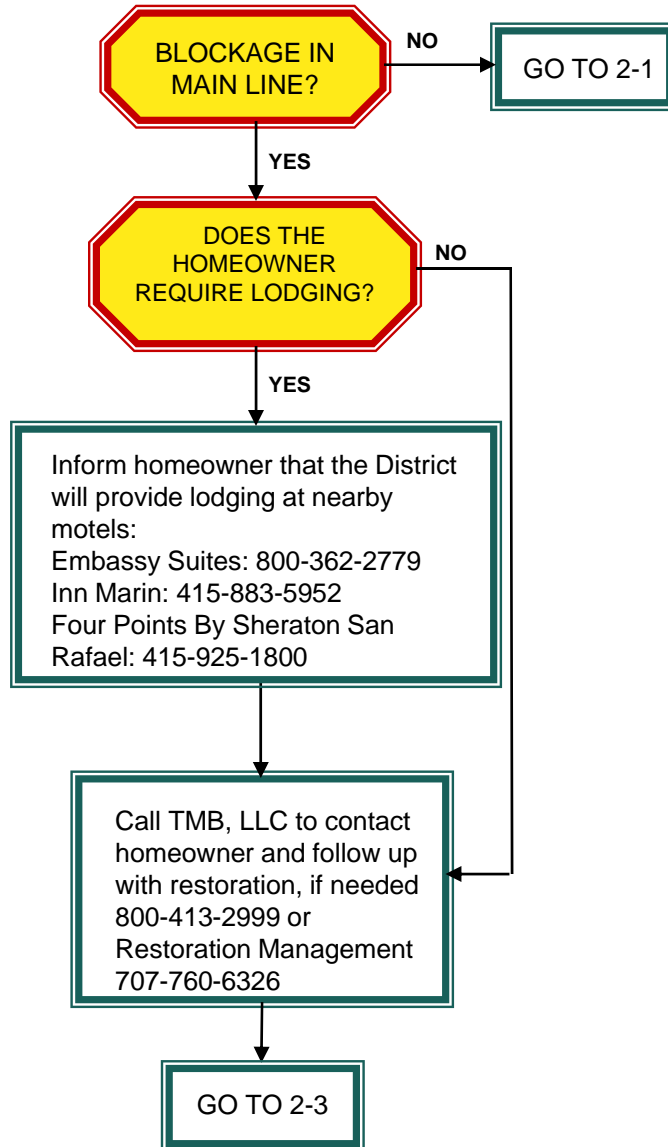 BLOCKAGE IN
MAIN LINE?
NO
GO TO 2-1
YES
DOES THE
HOMEOWNER
REQUIRE LODGING?
NO
YES
Inform homeowner that the District
will provide lodging at nearby
motels:
Embassy Suites: 800-362-2779
Inn Marin: 415-883-5952
Four Points By Sheraton San
Rafael: 415-925-1800
Call TMB, LLC to contact
homeowner and follow up
with restoration, if needed
800-413-2999 or
Restoration Management
707-760-6326
GO TO 2-3